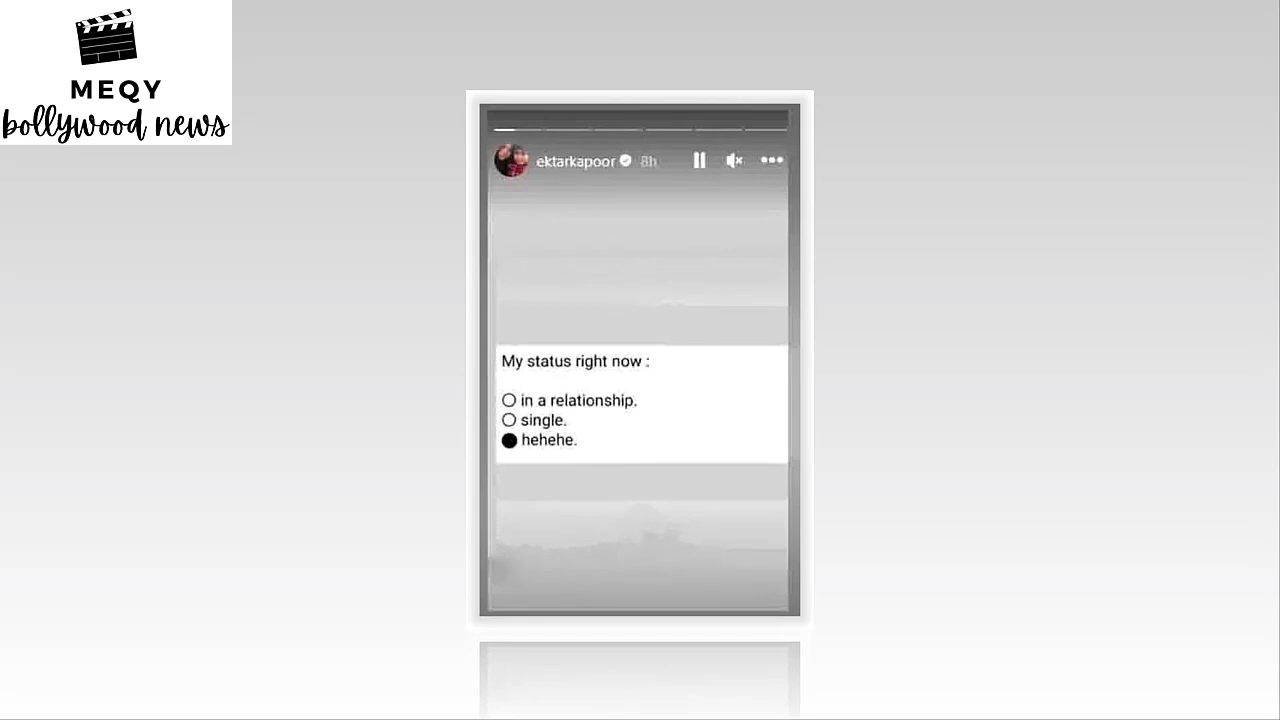 MEQY
bollywood news
ektarkapoor 8h
My status right now :
in a relationship.
single.
hehehe.